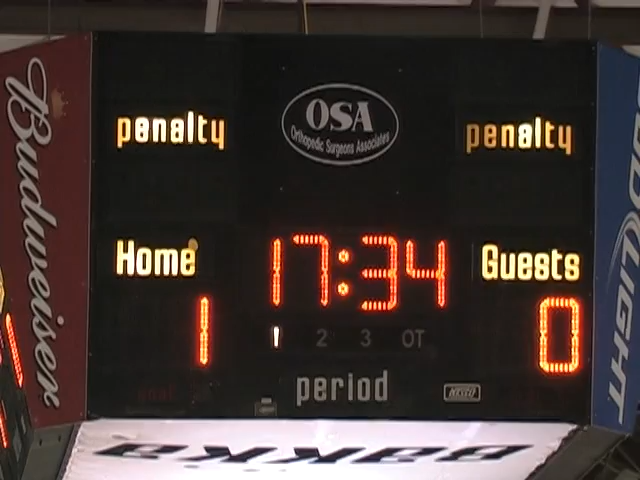 Budweiser
penalty
OSA
Orthopedic Surgeons Associates
penalty
Home
17:34
Guests
1
1 2 3 OT
0
period
NEVCO
LIGHT